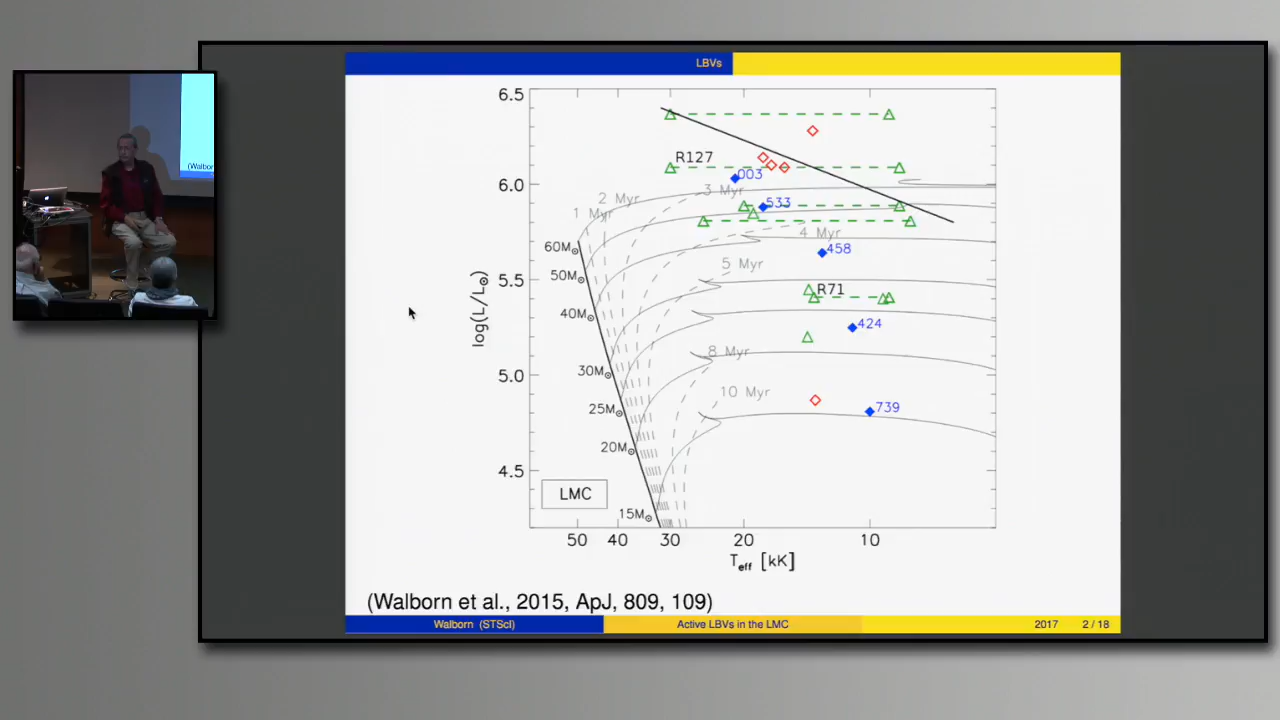 LBVs
6.5
6.0
5.5
5.0
4.5
log(L/L⊙)
R127
003
533
458
R71
424
739
1 Myr
2 Myr
3 Myr
4 Myr
5 Myr
8 Myr
10 Myr
60M⊙
50M⊙
40M⊙
30M⊙
25M⊙
20M⊙
15M⊙
LMC
50 40 30 20 10
Teff [kK]
(Walborn et al., 2015, ApJ, 809, 109)
Walborn (STScI) Active LBVs in the LMC 2017 2 / 18